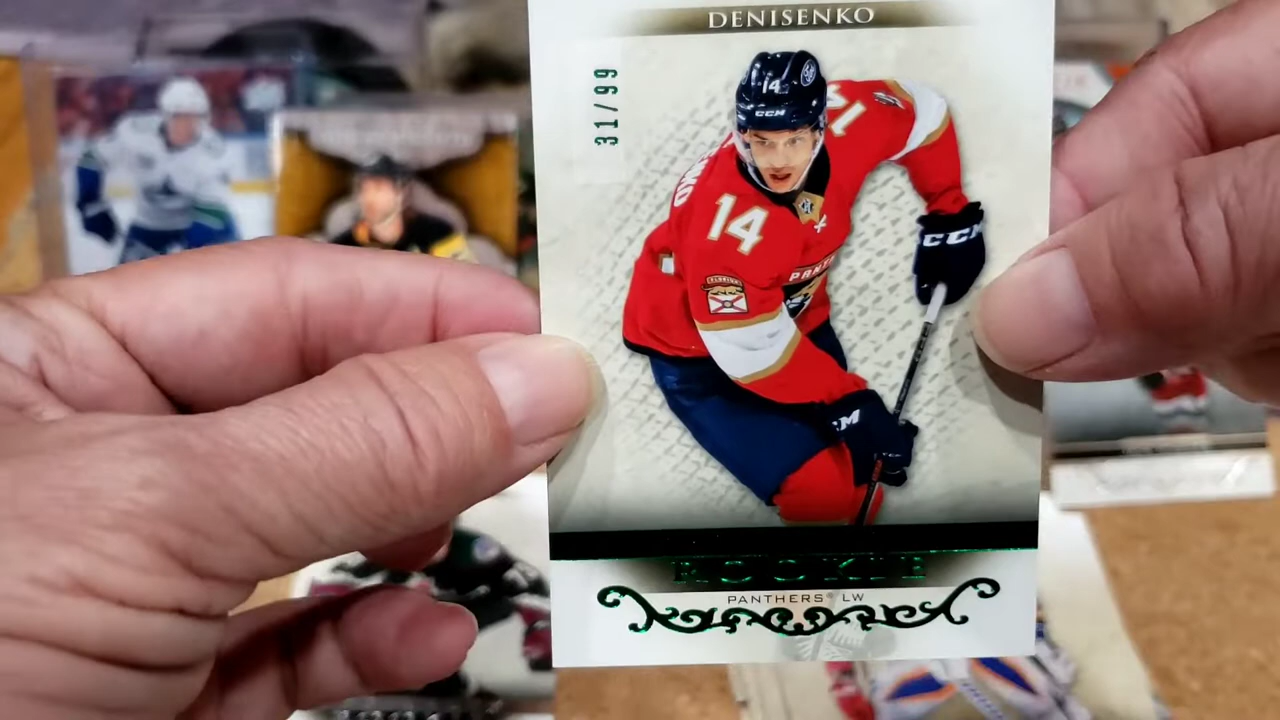 DENISENKO
31/99
14
CCM
14
CCM
ROOKIE
PANTHERS LW